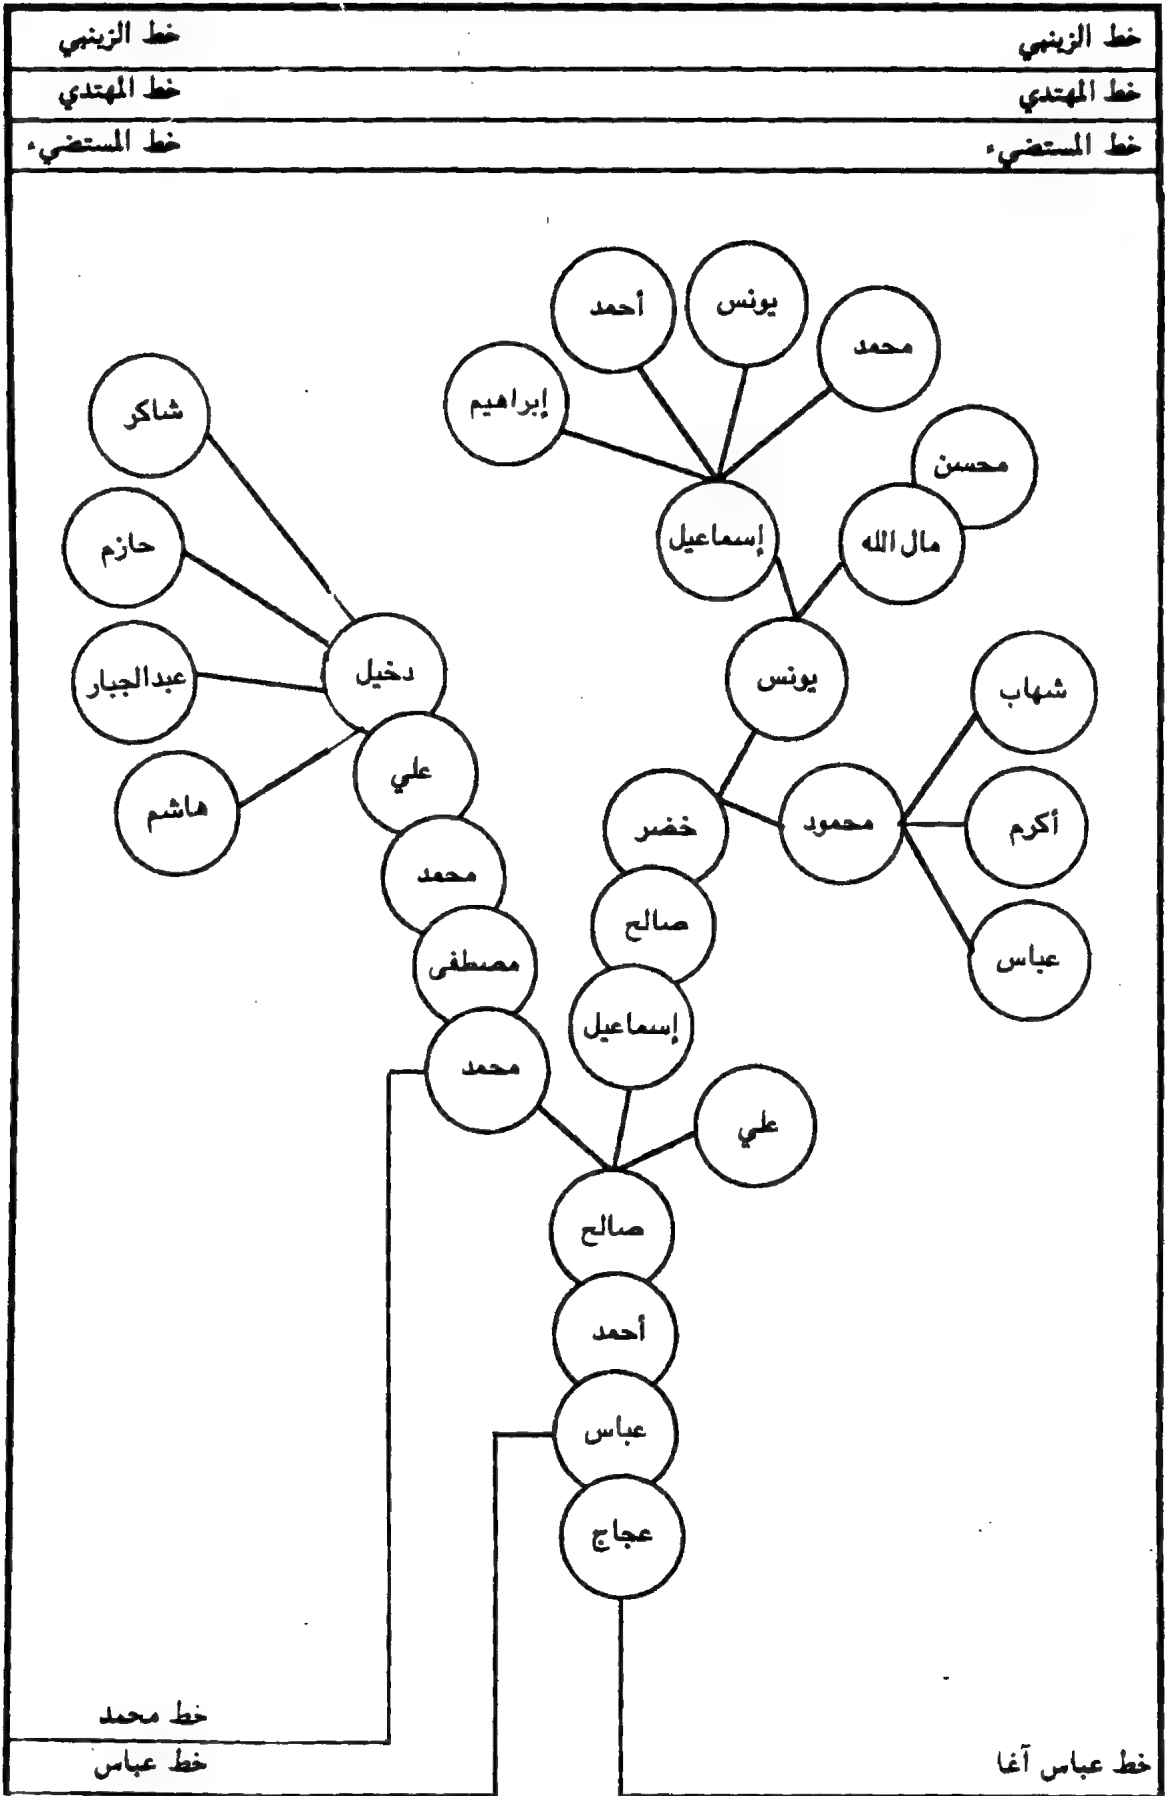 خط الزينبي
خط الزينبي
خط المهتدي
خط المهتدي
خط المستضيء
خط المستضيء
يونس
أحمد
محمد
إبراهيم
شاكر
محسن
إسماعيل
مال الله
حازم
يونس
شهاب
دخيل
عبدالجبار
علي
هاشم
أكرم
محمود
خضر
محمد
صالح
عباس
مصطفى
إسماعيل
محمد
علي
صالح
أحمد
عباس
عجاج
خط محمد
خط عباس آغا
خط عباس